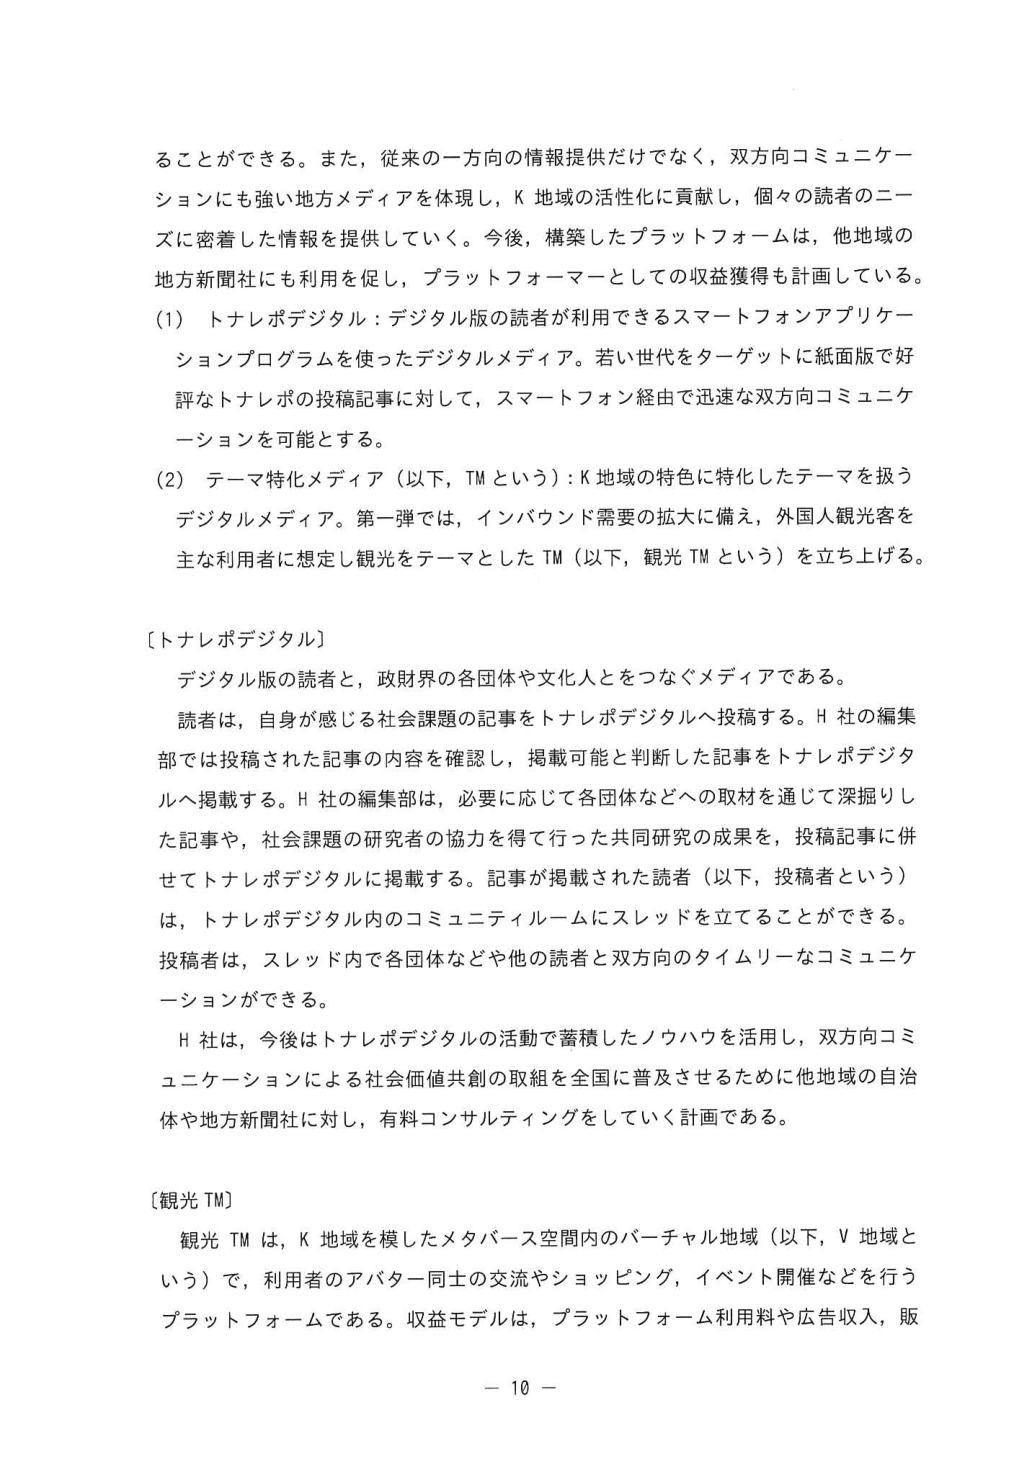 ることができる。また，従来の一方向の情報提供だけでなく，双方向コミュニケー
ションにも強い地方メディアを体現し，K 地域の活性化に貢献し，個々の読者のニー
ズに密着した情報を提供していく。今後，構築したプラットフォームは，他地域の
地方新聞社にも利用を促し，プラットフォーマーとしての収益獲得も計画している。
(1)　トナレポデジタル：デジタル版の読者が利用できるスマートフォンアプリケー
ションプログラムを使ったデジタルメディア。若い世代をターゲットに紙面版で好
評なトナレポの投稿記事に対して，スマートフォン経由で迅速な双方向コミュニケ
ーションを可能とする。
(2)　テーマ特化メディア（以下，TM という）：K 地域の特色に特化したテーマを扱う
デジタルメディア。第一弾では，インバウンド需要の拡大に備え，外国人観光客を
主な利用者に想定し観光をテーマとした TM（以下，観光 TM という）を立ち上げる。
〔トナレポデジタル〕
デジタル版の読者と，政財界の各団体や文化人とをつなぐメディアである。
読者は，自身が感じる社会課題の記事をトナレポデジタルへ投稿する。H 社の編集
部では投稿された記事の内容を確認し，掲載可能と判断した記事をトナレポデジタ
ルへ掲載する。H 社の編集部は，必要に応じて各団体などへの取材を通じて深掘りし
た記事や，社会課題の研究者の協力を得て行った共同研究の成果を，投稿記事に併
せてトナレポデジタルに掲載する。記事が掲載された読者（以下，投稿者という）
は，トナレポデジタル内のコミュニティルームにスレッドを立てることができる。
投稿者は，スレッド内で各団体などや他の読者と双方向のタイムリーなコミュニケ
ーションができる。
H 社は，今後はトナレポデジタルの活動で蓄積したノウハウを活用し，双方向コミ
ュニケーションによる社会価値共創の取組を全国に普及させるために他地域の自治
体や地方新聞社に対し，有料コンサルティングをしていく計画である。
〔観光 TM〕
観光 TM は，K 地域を模したメタバース空間内のバーチャル地域（以下，V 地域と
いう）で，利用者のアバター同士の交流やショッピング，イベント開催などを行う
プラットフォームである。収益モデルは，プラットフォーム利用料や広告収入，販
― 10 ―